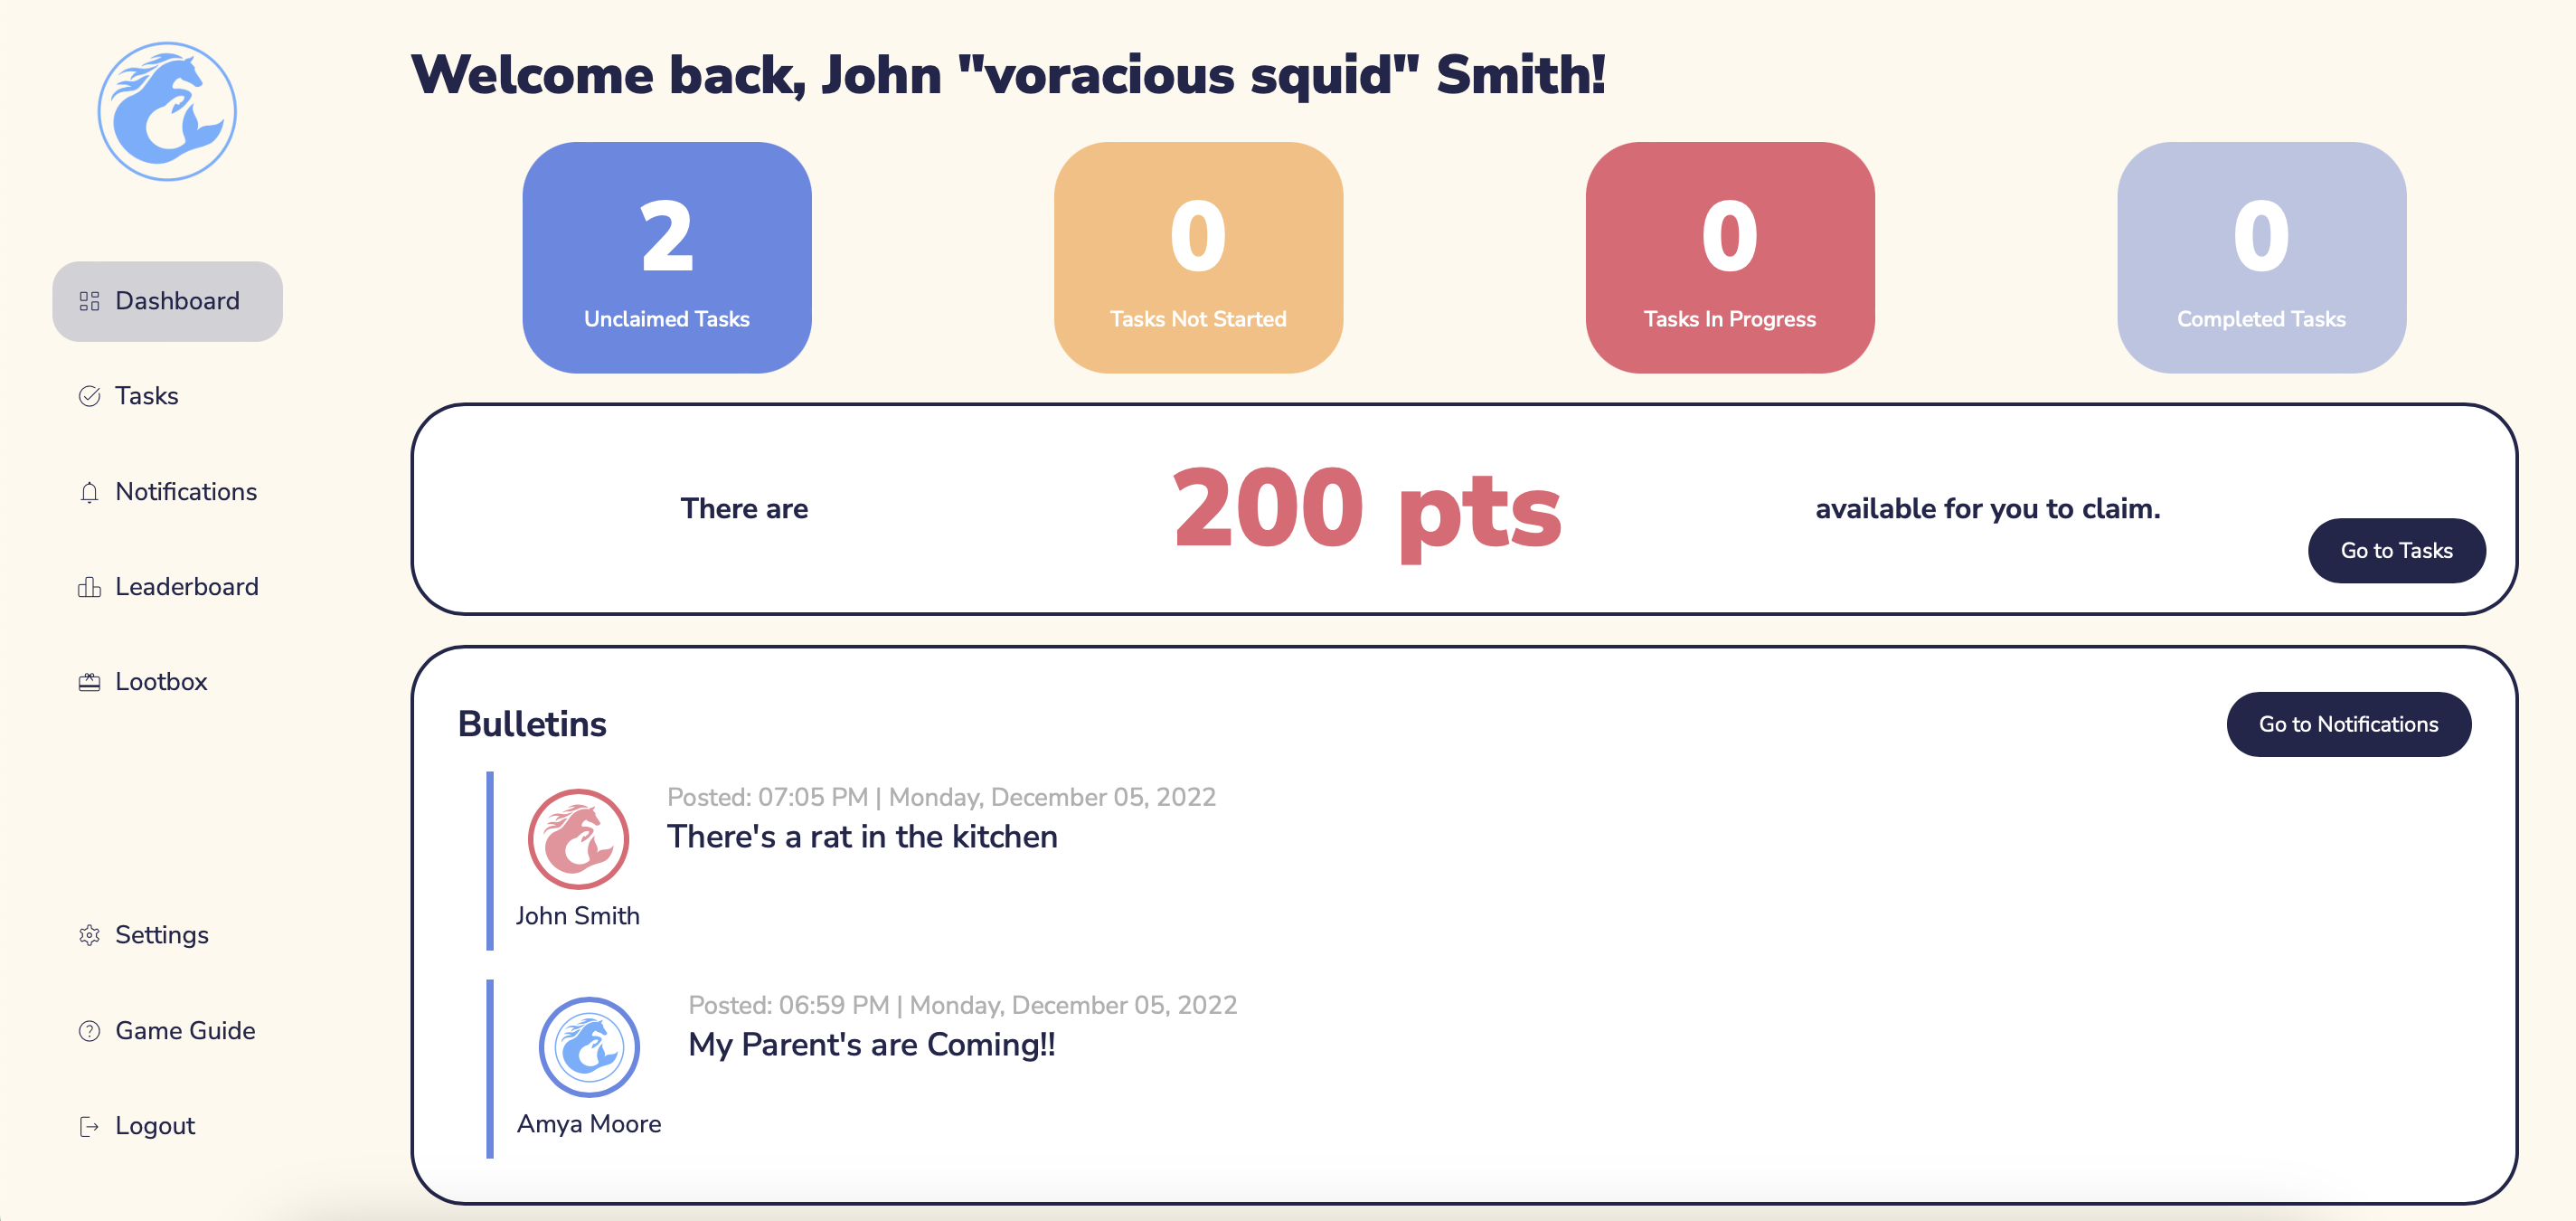 Welcome back, John "voracious squid" Smith!
Dashboard
Tasks
Notifications
Leaderboard
Lootbox
Settings
Game Guide
Logout
2
Unclaimed Tasks
0
Tasks Not Started
0
Tasks In Progress
0
Completed Tasks
There are 200 pts available for you to claim.
Go to Tasks
Bulletins
Go to Notifications
Posted: 07:05 PM | Monday, December 05, 2022
There's a rat in the kitchen
John Smith
Posted: 06:59 PM | Monday, December 05, 2022
My Parent's are Coming!!
Amya Moore